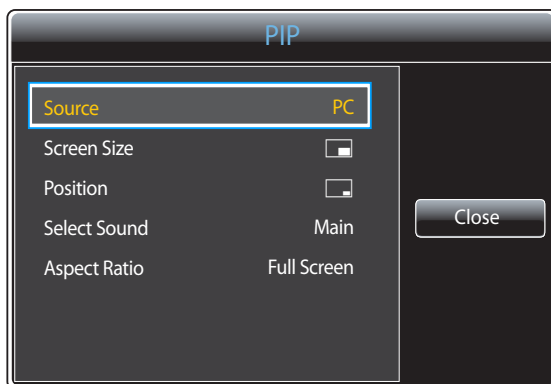 PIP
Source PC
Screen Size
Position
Select Sound Main
Aspect Ratio Full Screen
Close